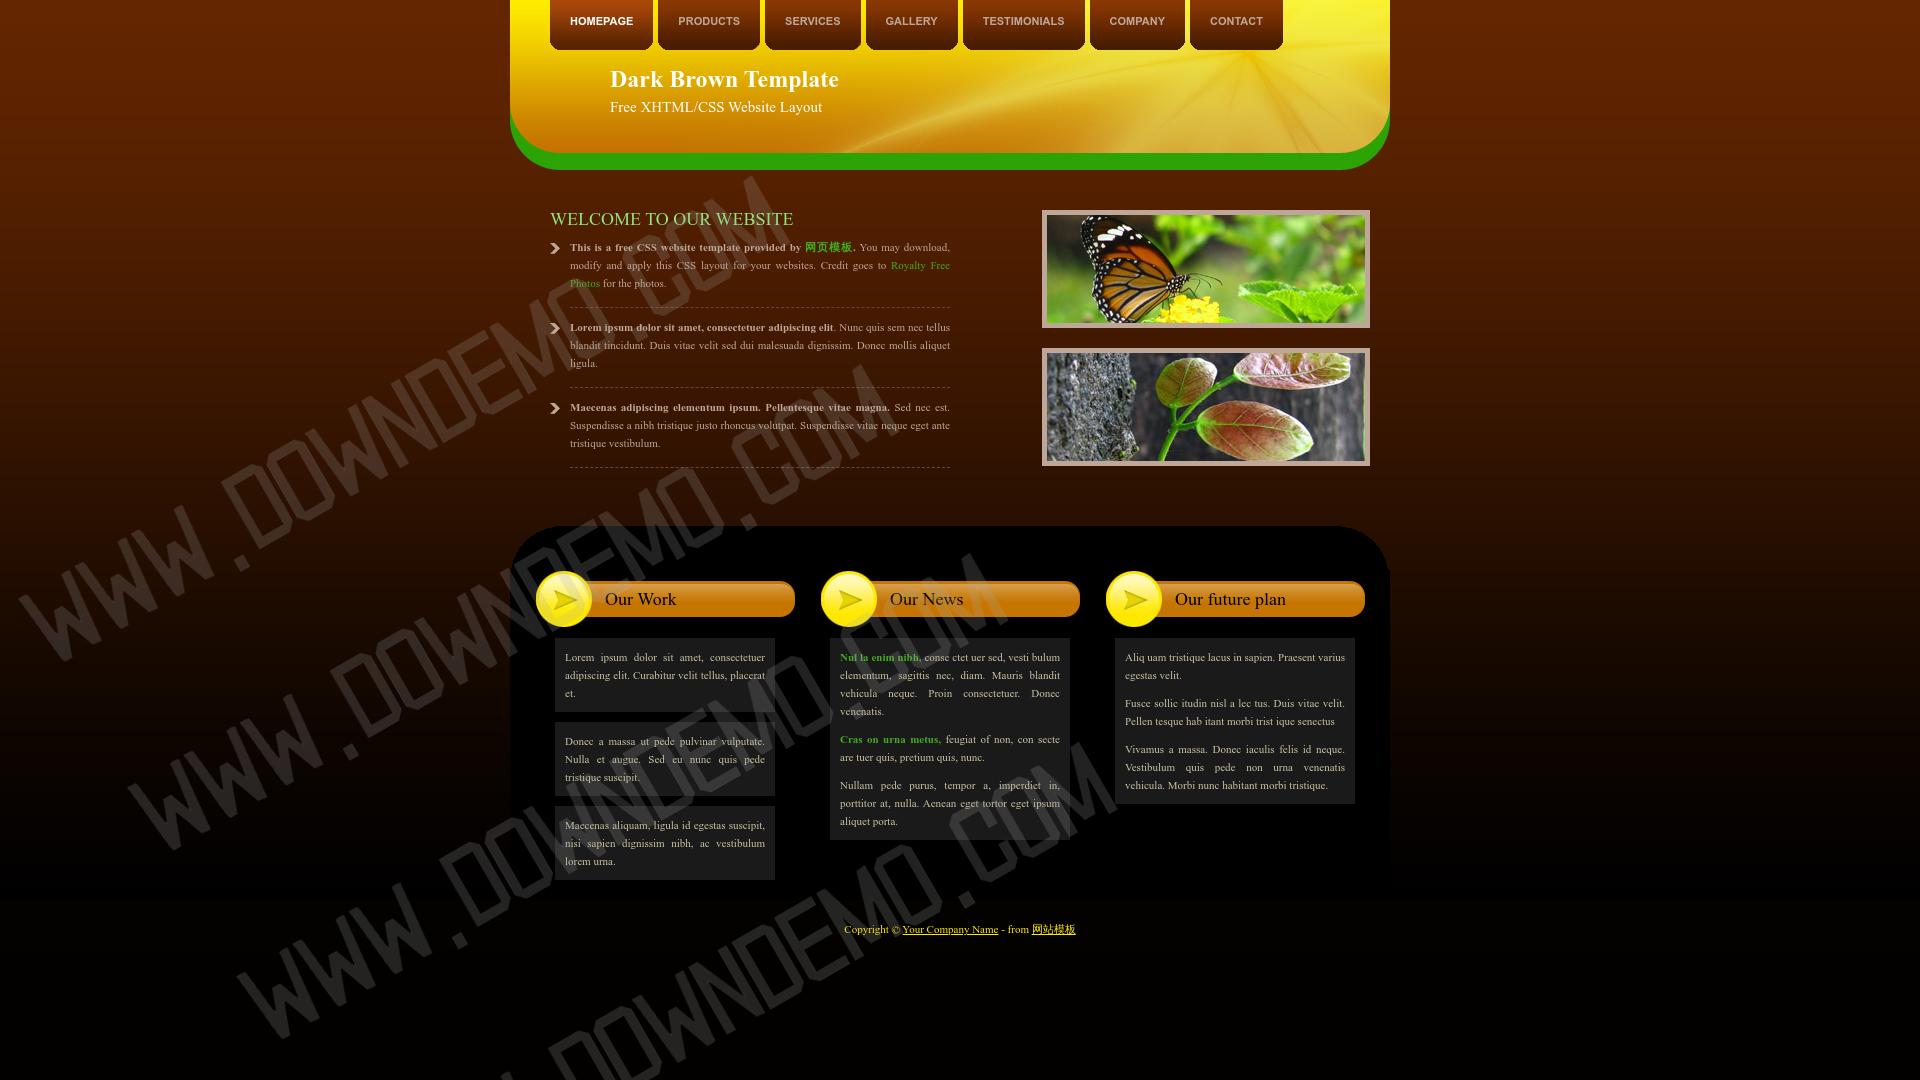 HOMEPAGE PRODUCTS SERVICES GALLERY TESTIMONIALS COMPANY CONTACT
Dark Brown Template
Free XHTML/CSS Website Layout
WELCOME TO OUR WEBSITE
This is a free CSS website template provided by 网页模板. You may download,
modify and apply this CSS layout for your websites. Credit goes to Royalty Free
Photos for the photos.
Lorem ipsum dolor sit amet, consectetuer adipiscing elit. Nunc quis sem nec tellus
blandit tincidunt. Duis vitae velit sed dui malesuada dignissim. Donec mollis aliquet
ligula.
Maecenas adipiscing elementum ipsum. Pellentesque vitae magna. Sed nec est.
Suspendisse a nibh tristique justo rhoncus volutpat. Suspendisse vitae neque eget ante
tristique vestibulum.
Our Work
Lorem ipsum dolor sit amet, consectetuer
adipiscing elit. Curabitur velit tellus, placerat
et.
Donec a massa ut pede pulvinar vulputate.
Nulla et augue. Sed eu nunc quis pede
tristique suscipit.
Maecenas aliquam, ligula id egestas suscipit,
nisi sapien dignissim nibh, ac vestibulum
lorem urna.
Our News
Nul la enim nibh, conse ctet uer sed, vesti bulum
elementum, sagittis nec, diam. Mauris blandit
vehicula neque. Proin consectetuer. Donec
venenatis.
Cras on urna metus, feugiat of non, con secte
are tuer quis, pretium quis, nunc.
Nullam pede purus, tempor a, imperdiet in,
porttitor at, nulla. Aenean eget tortor eget ipsum
aliquet porta.
Our future plan
Aliq uam tristique lacus in sapien. Praesent varius
egestas velit.
Fusce sollic itudin nisl a lec tus. Duis vitae velit.
Pellen tesque hab itant morbi trist ique senectus
Vivamus a massa. Donec iaculis felis id neque.
Vestibulum quis pede non urna venenatis
vehicula. Morbi nunc habitant morbi tristique.
Copyright © Your Company Name - from 网站模板
WWW.DOWNDEMO.COM
WWW.DOWNDEMO.COM
WWW.DOWNDEMO.COM
.DOWNDEMO.COM